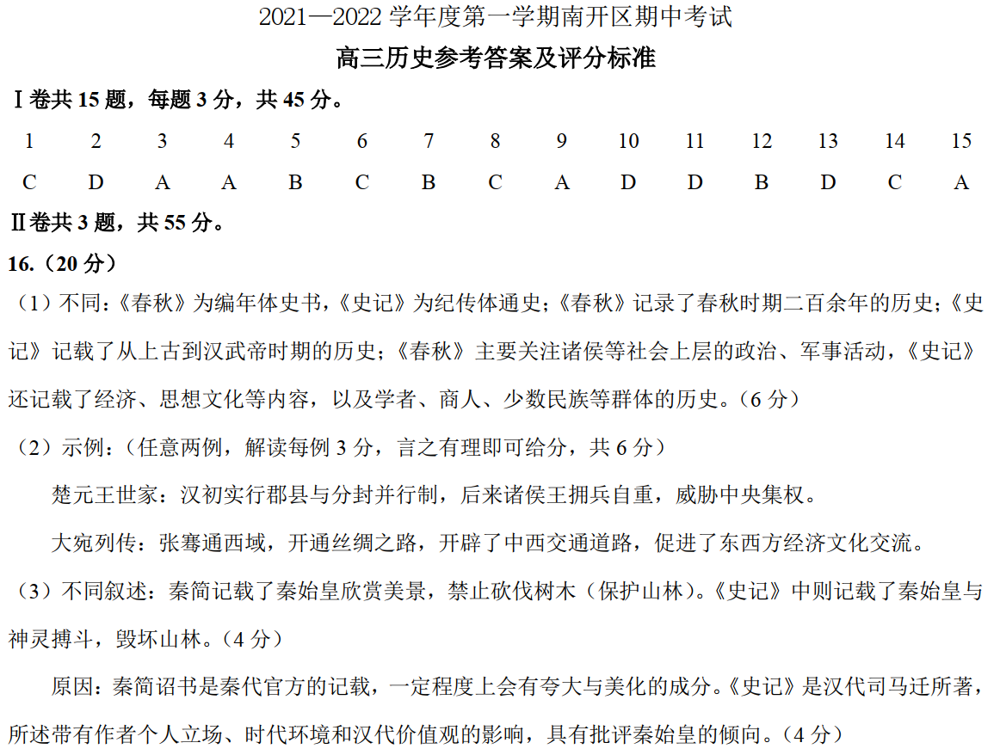 2021—2022 学年度第一学期南开区期中考试
高三历史参考答案及评分标准
Ⅰ卷共 15 题，每题 3 分，共 45 分。
1 2 3 4 5 6 7 8 9 10 11 12 13 14 15
C D A A B C B C A D D B D C A
Ⅱ卷共 3 题，共 55 分。
16.（20 分）
（1）不同：《春秋》为编年体史书，《史记》为纪传体通史；《春秋》记录了春秋时期二百余年的历史；《史
记》记载了从上古到汉武帝时期的历史；《春秋》主要关注诸侯等社会上层的政治、军事活动，《史记》
还记载了经济、思想文化等内容，以及学者、商人、少数民族等群体的历史。（6 分）
（2）示例：（任意两例，解读每例 3 分，言之有理即可给分，共 6 分）
楚元王世家：汉初实行郡县与分封并行制，后来诸侯王拥兵自重，威胁中央集权。
大宛列传：张骞通西域，开通丝绸之路，开辟了中西交通道路，促进了东西方经济文化交流。
（3）不同叙述：秦简记载了秦始皇欣赏美景，禁止砍伐树木（保护山林）。《史记》中则记载了秦始皇与
神灵搏斗，毁坏山林。（4 分）
原因：秦简诏书是秦代官方的记载，一定程度上会有夸大与美化的成分。《史记》是汉代司马迁所著，
所述带有作者个人立场、时代环境和汉代价值观的影响，具有批评秦始皇的倾向。（4 分）